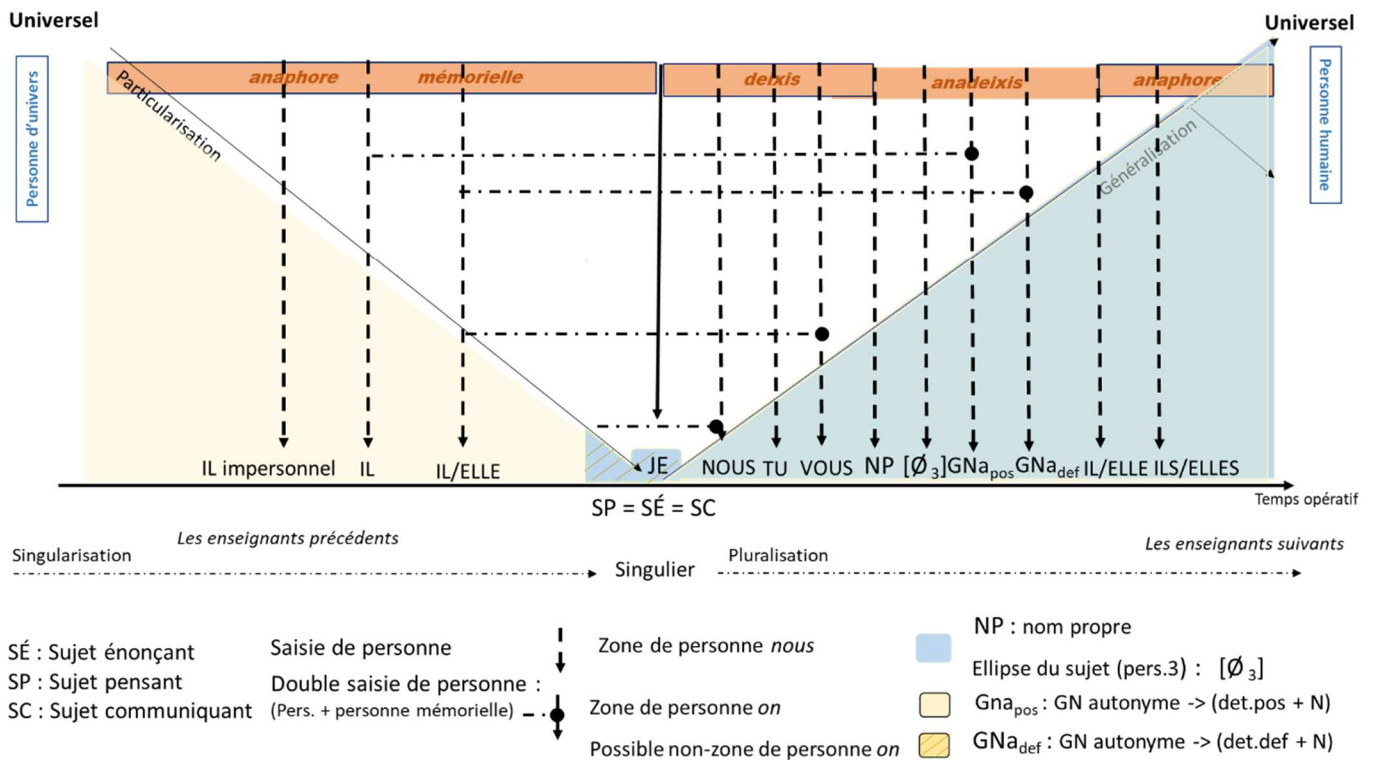 Universel
Universel
Personne d'univers
Personne humaine
anaphore mémorielle
deixis
anadeixis
anaphore
Particularisation
Généralisation
IL impersonnel IL IL/ELLE JE NOUS TU VOUS NP [Ø₃] GNa_pos GNa_def IL/ELLE ILS/ELLES
SP = SÉ = SC
Temps opératif
Les enseignants précédents
Les enseignants suivants
Singularisation
Singulier
Pluralisation
SÉ : Sujet énonçant
SP : Sujet pensant
SC : Sujet communiquant
Saisie de personne
Double saisie de personne :
(Pers. + personne mémorielle)
Zone de personne nous
Zone de personne on
Possible non-zone de personne on
NP : nom propre
Ellipse du sujet (pers.3) : [Ø₃]
Gna_pos : GN autonyme -> (det.pos + N)
GNa_def : GN autonyme -> (det.def + N)